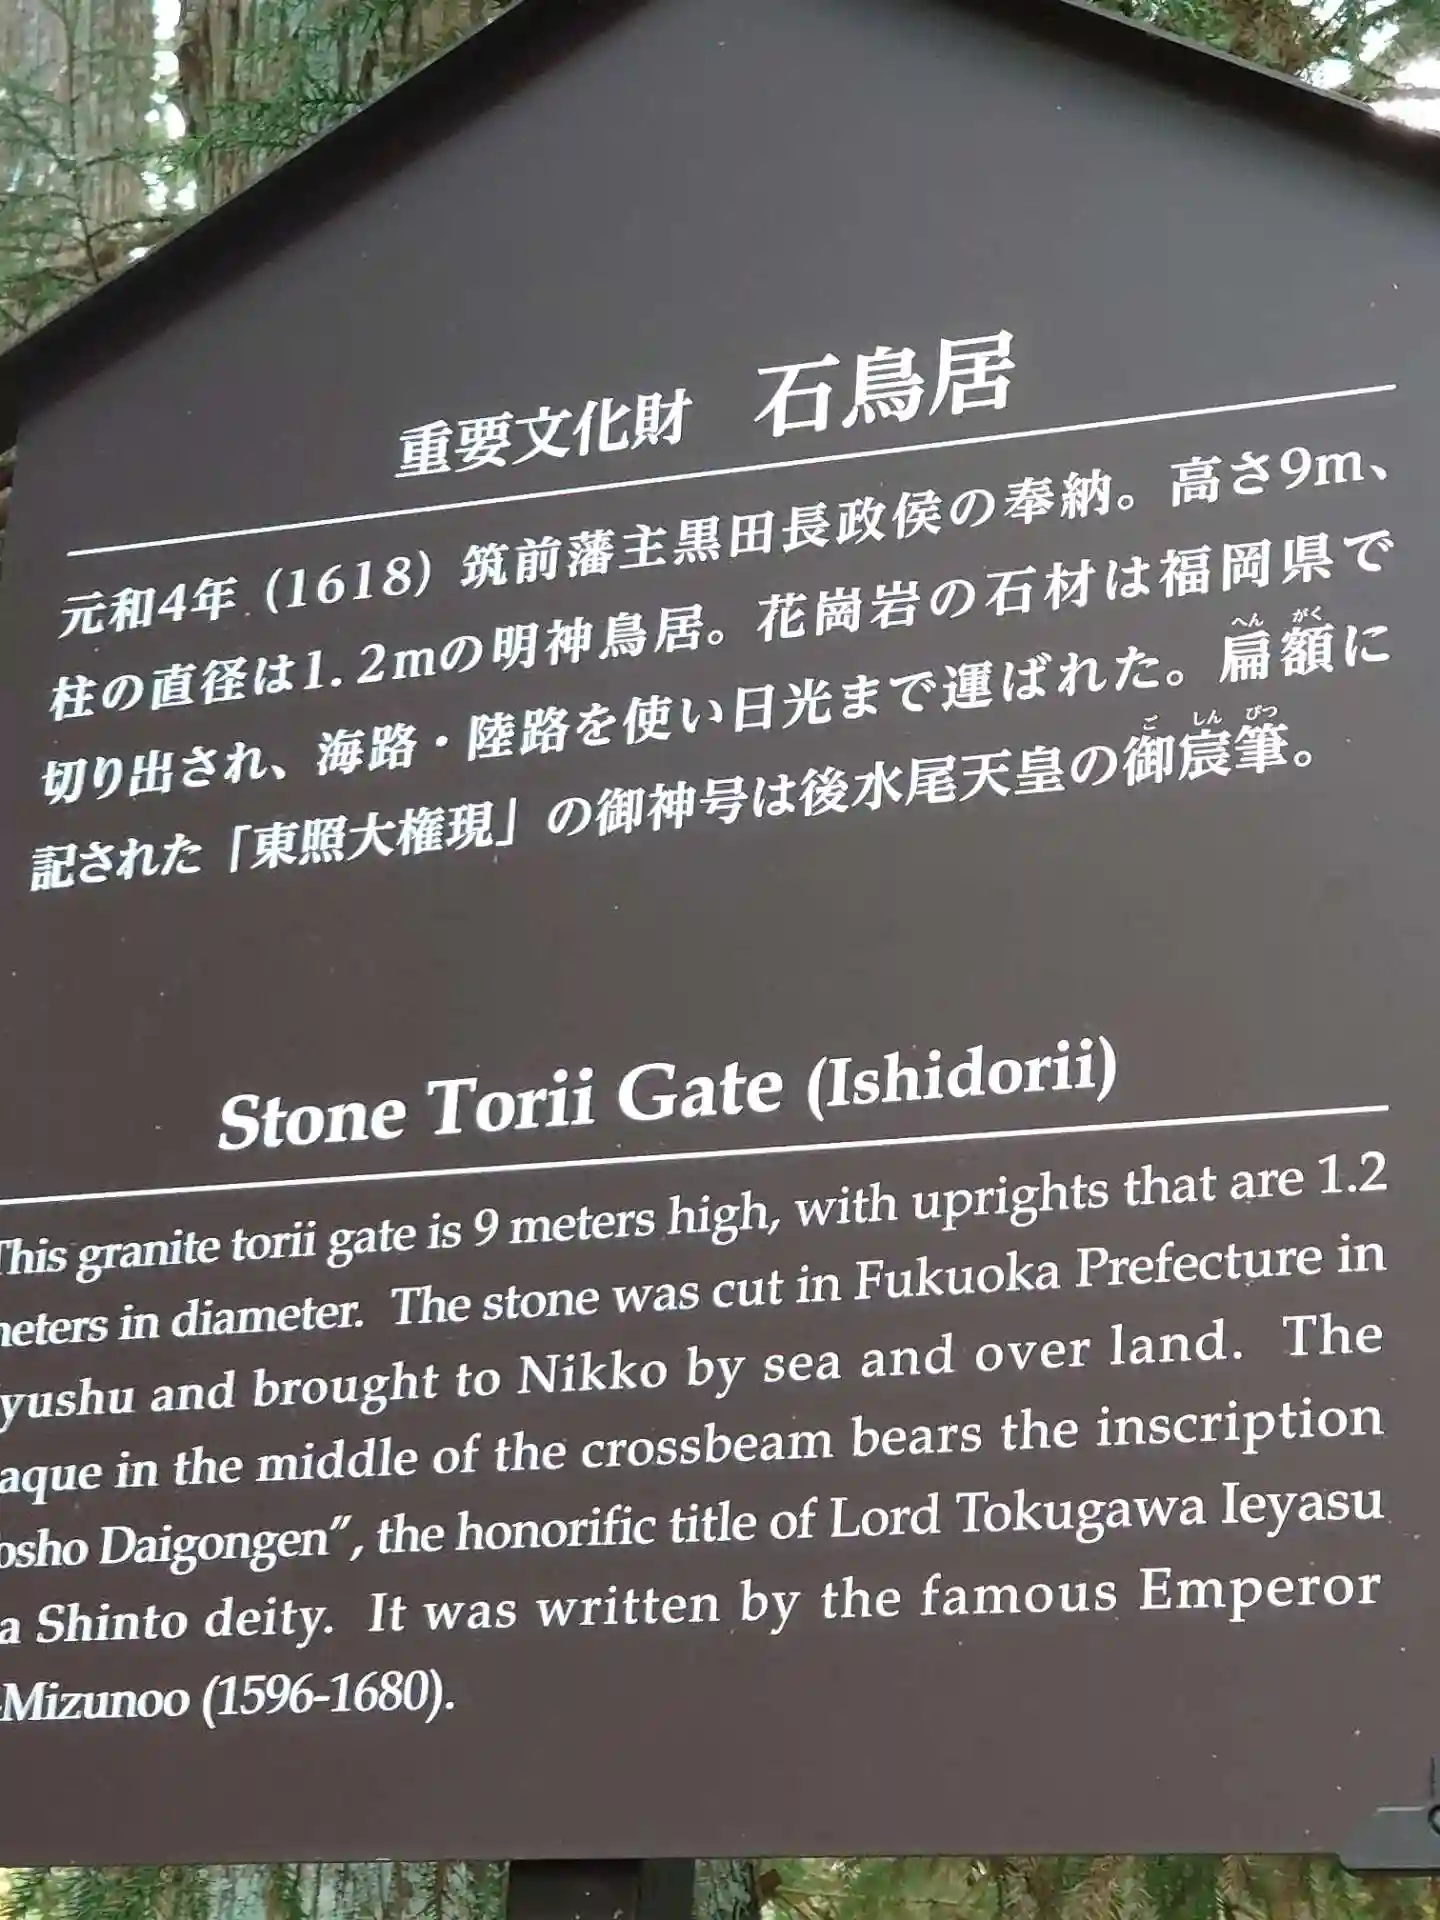 重要文化財 石鳥居
元和4年（1618）筑前藩主黒田長政侯の奉納。高さ9m、
柱の直径は1.2mの明神鳥居。花崗岩の石材は福岡県で
切り出され、海路・陸路を使い日光まで運ばれた。扁額に
記された「東照大権現」の御神号は後水尾天皇の御宸筆。
Stone Torii Gate (Ishidorii)
This granite torii gate is 9 meters high, with uprights that are 1.2
neters in diameter. The stone was cut in Fukuoka Prefecture in
yushu and brought to Nikko by sea and over land. The
aque in the middle of the crossbeam bears the inscription
osho Daigongen”, the honorific title of Lord Tokugawa Ieyasu
a Shinto deity. It was written by the famous Emperor
-Mizunoo (1596-1680).